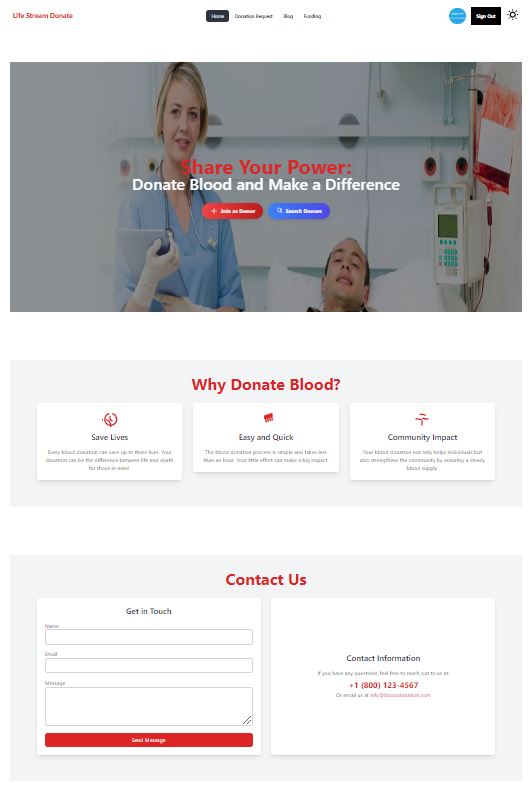 Life Stream Donate
Home Donation Request Blog Funding
Sign Out
Share Your Power:
Donate Blood and Make a Difference
Join as Donor Search Donors
Why Donate Blood?
Save Lives
Every blood donation can save up to three lives. Your
donation can be the difference between life and death
for those in need.
Easy and Quick
The blood donation process is simple and takes less
than an hour. Your little effort can make a big impact
Community Impact
Your blood donation not only helps individuals but
also strengthens the community by ensuring a steady
blood supply.
Contact Us
Get in Touch
Name
Email
Message
Send Message
Contact Information
If you have any questions, feel free to reach out to us at:
+1 (800) 123-4567
Or email us at info@blooddonation.com